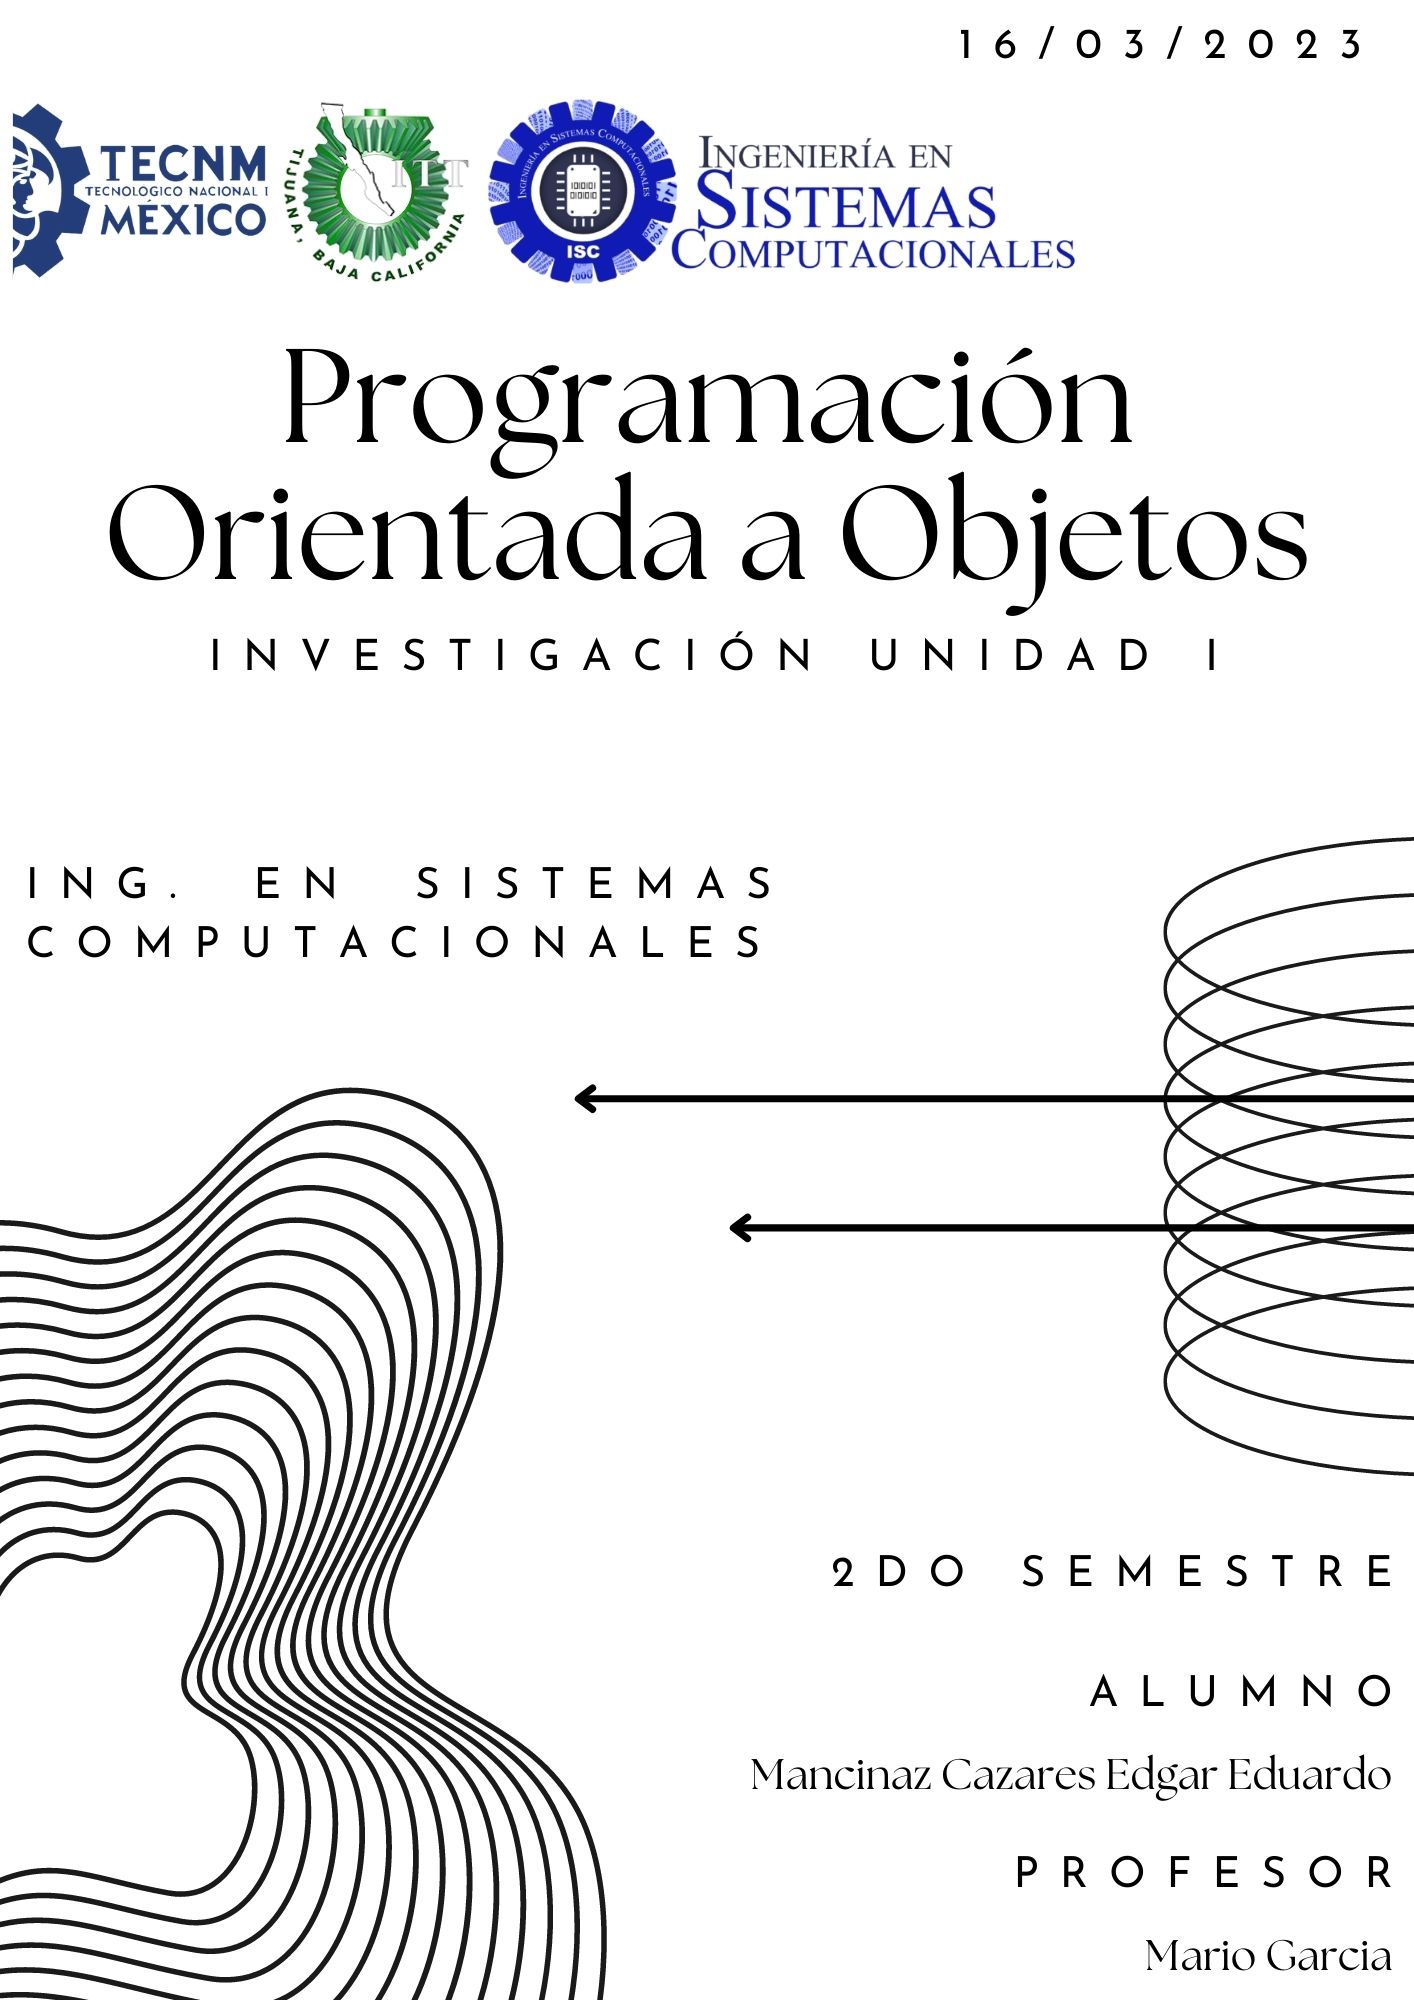 16/03/2023
TECNM
TECNOLÓGICO NACIONAL
MÉXICO
ITT
TIJUANA, BAJA CALIFORNIA
INGENIERÍA EN SISTEMAS COMPUTACIONALES
ISC
INGENIERÍA EN
SISTEMAS
COMPUTACIONALES
Programación
Orientada a Objetos
INVESTIGACIÓN UNIDAD I
ING. EN SISTEMAS
COMPUTACIONALES
2DO SEMESTRE
ALUMNO
Mancinaz Cazares Edgar Eduardo
PROFESOR
Mario Garcia